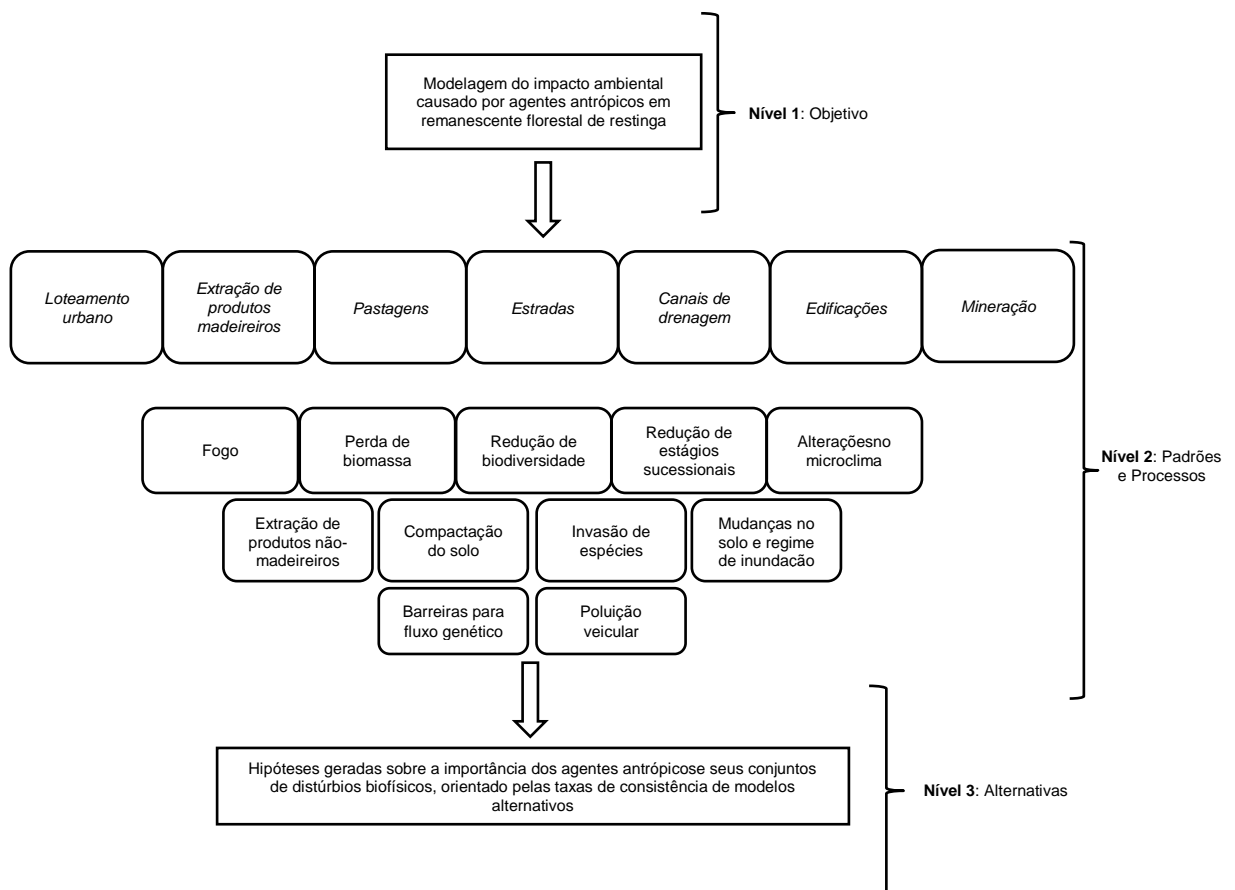 Modelagem do impacto ambiental
causado por agentes antrópicos em
remanescente florestal de restinga
Nível 1: Objetivo
Loteamento
urbano
Extração de
produtos
madeireiros
Pastagens
Estradas
Canais de
drenagem
Edificações
Mineração
Fogo
Perda de
biomassa
Redução de
biodiversidade
Redução de
estágios
sucessionais
Alteraçõesno
microclima
Nível 2: Padrões
e Processos
Extração de
produtos não-
madeireiros
Compactação
do solo
Invasão de
espécies
Mudanças no
solo e regime
de inundação
Barreiras para
fluxo genético
Poluição
veicular
Hipóteses geradas sobre a importância dos agentes antrópicose seus conjuntos
de distúrbios biofísicos, orientado pelas taxas de consistência de modelos
alternativos
Nível 3: Alternativas